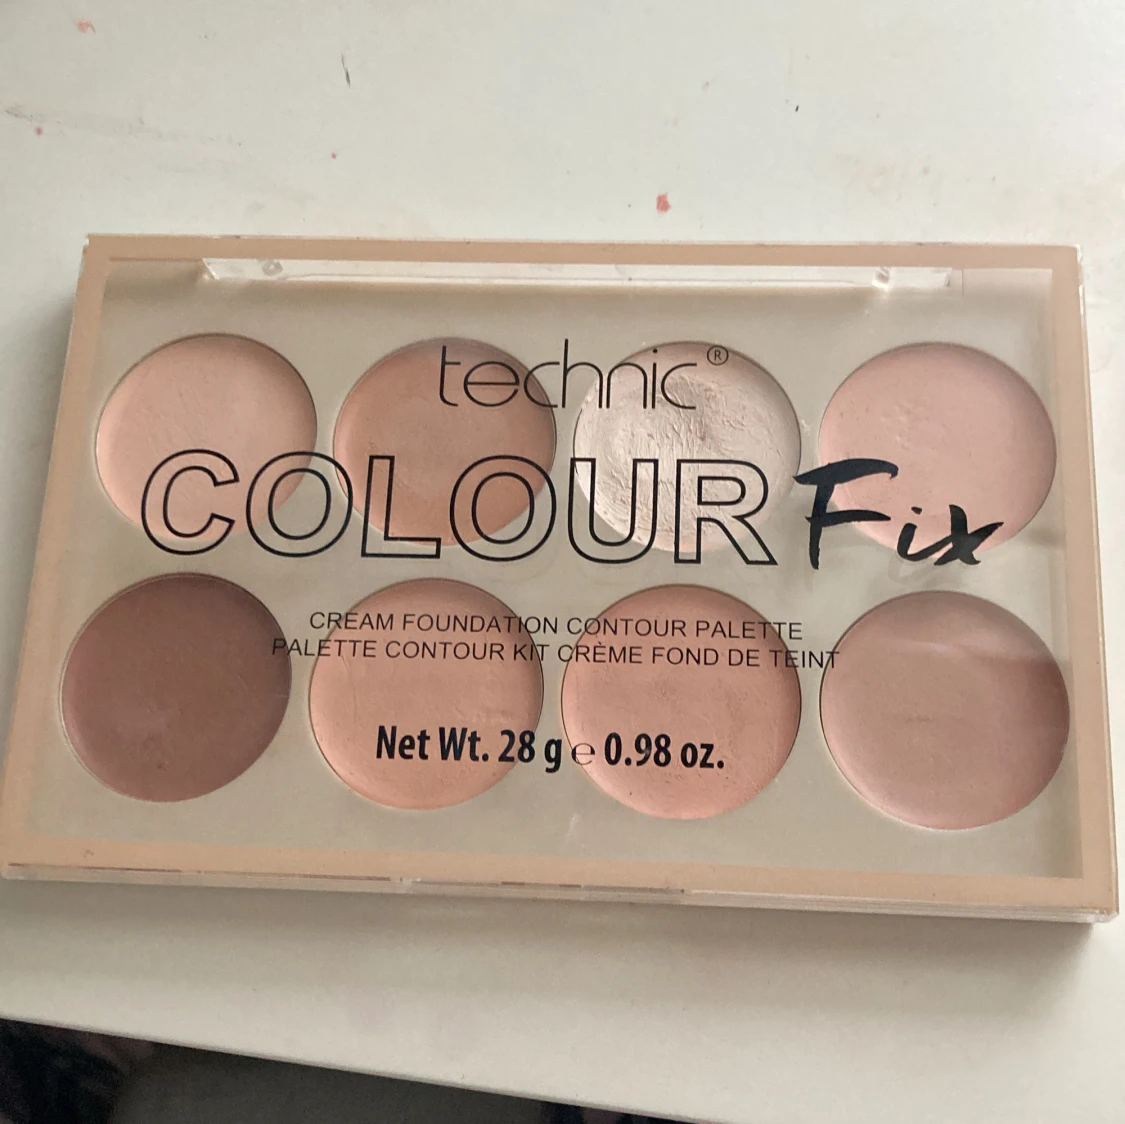 technic®
COLOUR Fix
CREAM FOUNDATION CONTOUR PALETTE
PALETTE CONTOUR KIT CRÈME FOND DE TEINT
Net Wt. 28 g ℮ 0.98 oz.